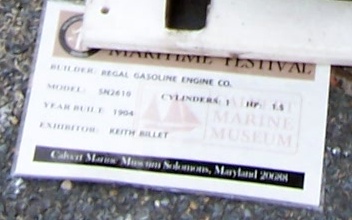 MARITIME FESTIVAL
BUILDER: REGAL GASOLINE ENGINE CO.
MODEL: SN2610 CYLINDERS: 1 HP: 1.5
YEAR BUILT: 1904
MARINE
MUSEUM
EXHIBITOR: KEITH BILLET
Calvert Marine Museum Solomons, Maryland 20688